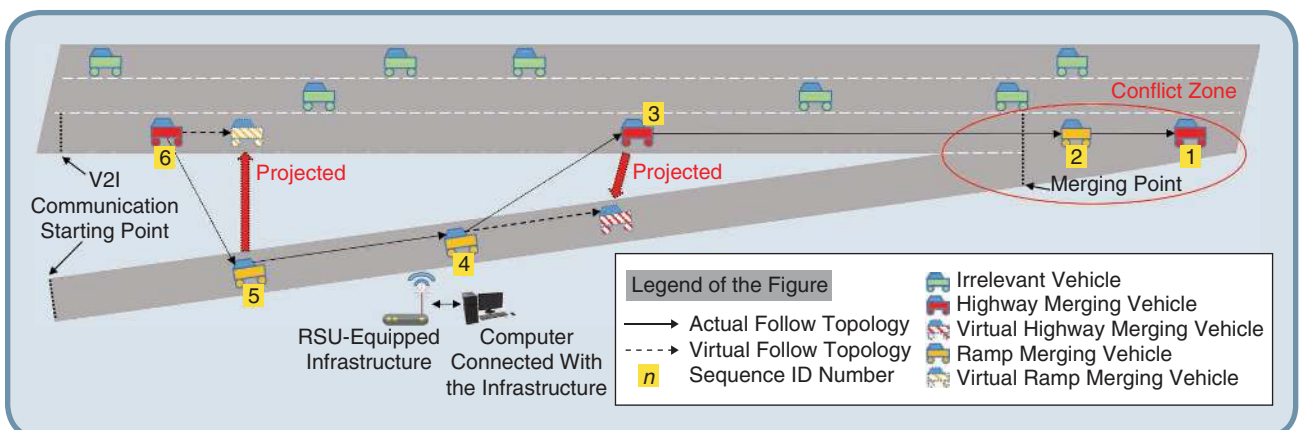 Conflict Zone
3
6
2
1
Projected
Projected
V2I
Communication
Starting Point
Merging Point
4
5
RSU-Equipped
Infrastructure
Computer
Connected With
the Infrastructure
Legend of the Figure
Actual Follow Topology
Virtual Follow Topology
n Sequence ID Number
Irrelevant Vehicle
Highway Merging Vehicle
Virtual Highway Merging Vehicle
Ramp Merging Vehicle
Virtual Ramp Merging Vehicle